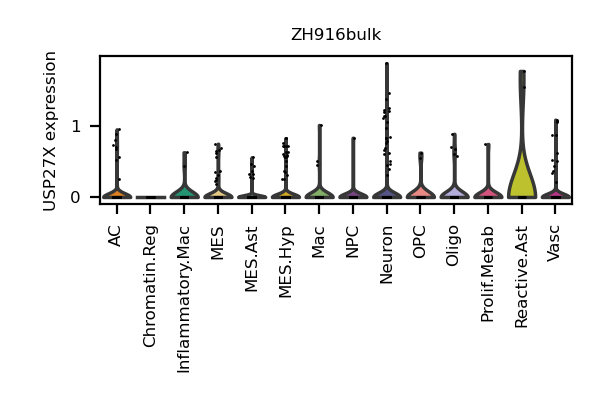 ZH916bulk
USP27X expression
1
0
AC
Chromatin.Reg
Inflammatory.Mac
MES
MES.Ast
MES.Hyp
Mac
NPC
Neuron
OPC
Oligo
Prolif.Metab
Reactive.Ast
Vasc